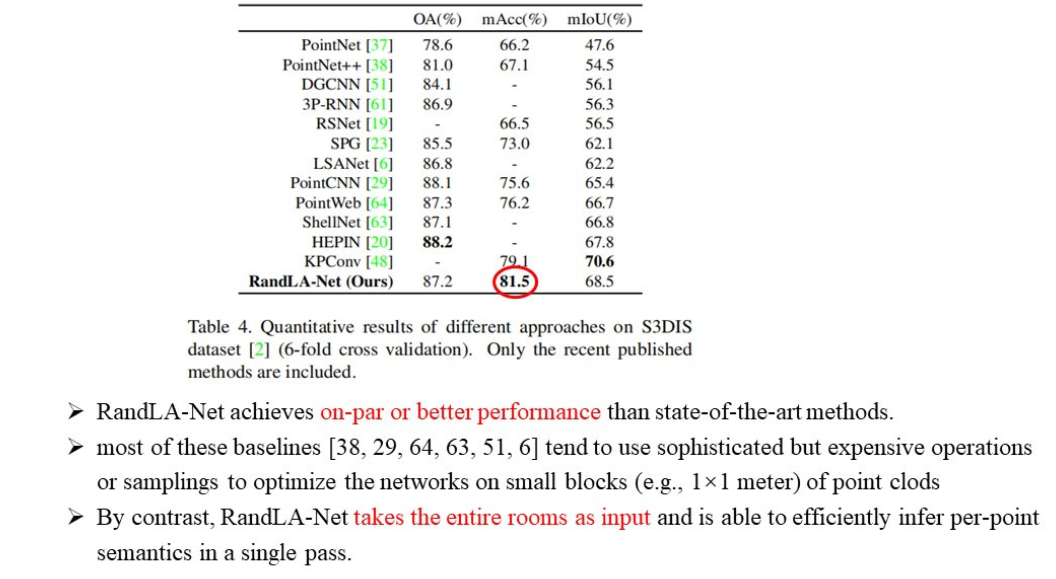 OA(%) mAcc(%) mIoU(%)
PointNet [37] 78.6 66.2 47.6
PointNet++ [38] 81.0 67.1 54.5
DGCNN [51] 84.1 - 56.1
3P-RNN [61] 86.9 - 56.3
RSNet [19] - 66.5 56.5
SPG [23] 85.5 73.0 62.1
LSANet [6] 86.8 - 62.2
PointCNN [29] 88.1 75.6 65.4
PointWeb [64] 87.3 76.2 66.7
ShellNet [63] 87.1 - 66.8
HEPIN [20] 88.2 - 67.8
KPConv [48] - 79.1 70.6
RandLA-Net (Ours) 87.2 81.5 68.5
Table 4. Quantitative results of different approaches on S3DIS
dataset [2] (6-fold cross validation). Only the recent published
methods are included.
➢ RandLA-Net achieves on-par or better performance than state-of-the-art methods.
➢ most of these baselines [38, 29, 64, 63, 51, 6] tend to use sophisticated but expensive operations
or samplings to optimize the networks on small blocks (e.g., 1×1 meter) of point clods
➢ By contrast, RandLA-Net takes the entire rooms as input and is able to efficiently infer per-point
semantics in a single pass.